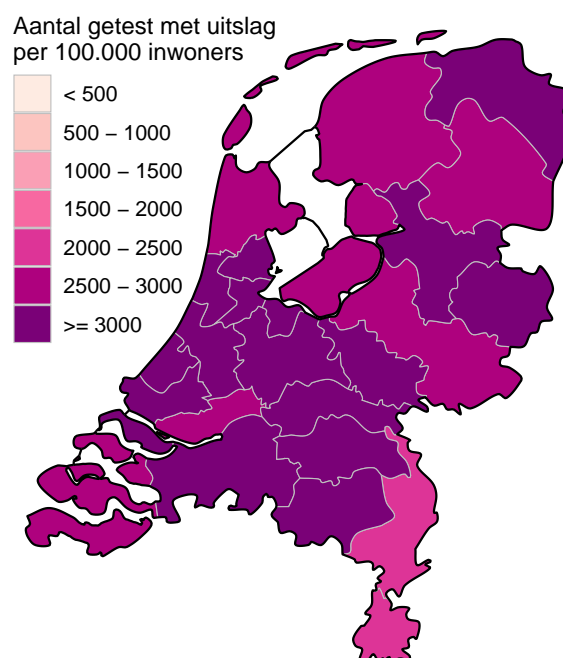 Aantal getest met uitslag
per 100.000 inwoners
< 500
500 – 1000
1000 – 1500
1500 – 2000
2000 – 2500
2500 – 3000
>= 3000